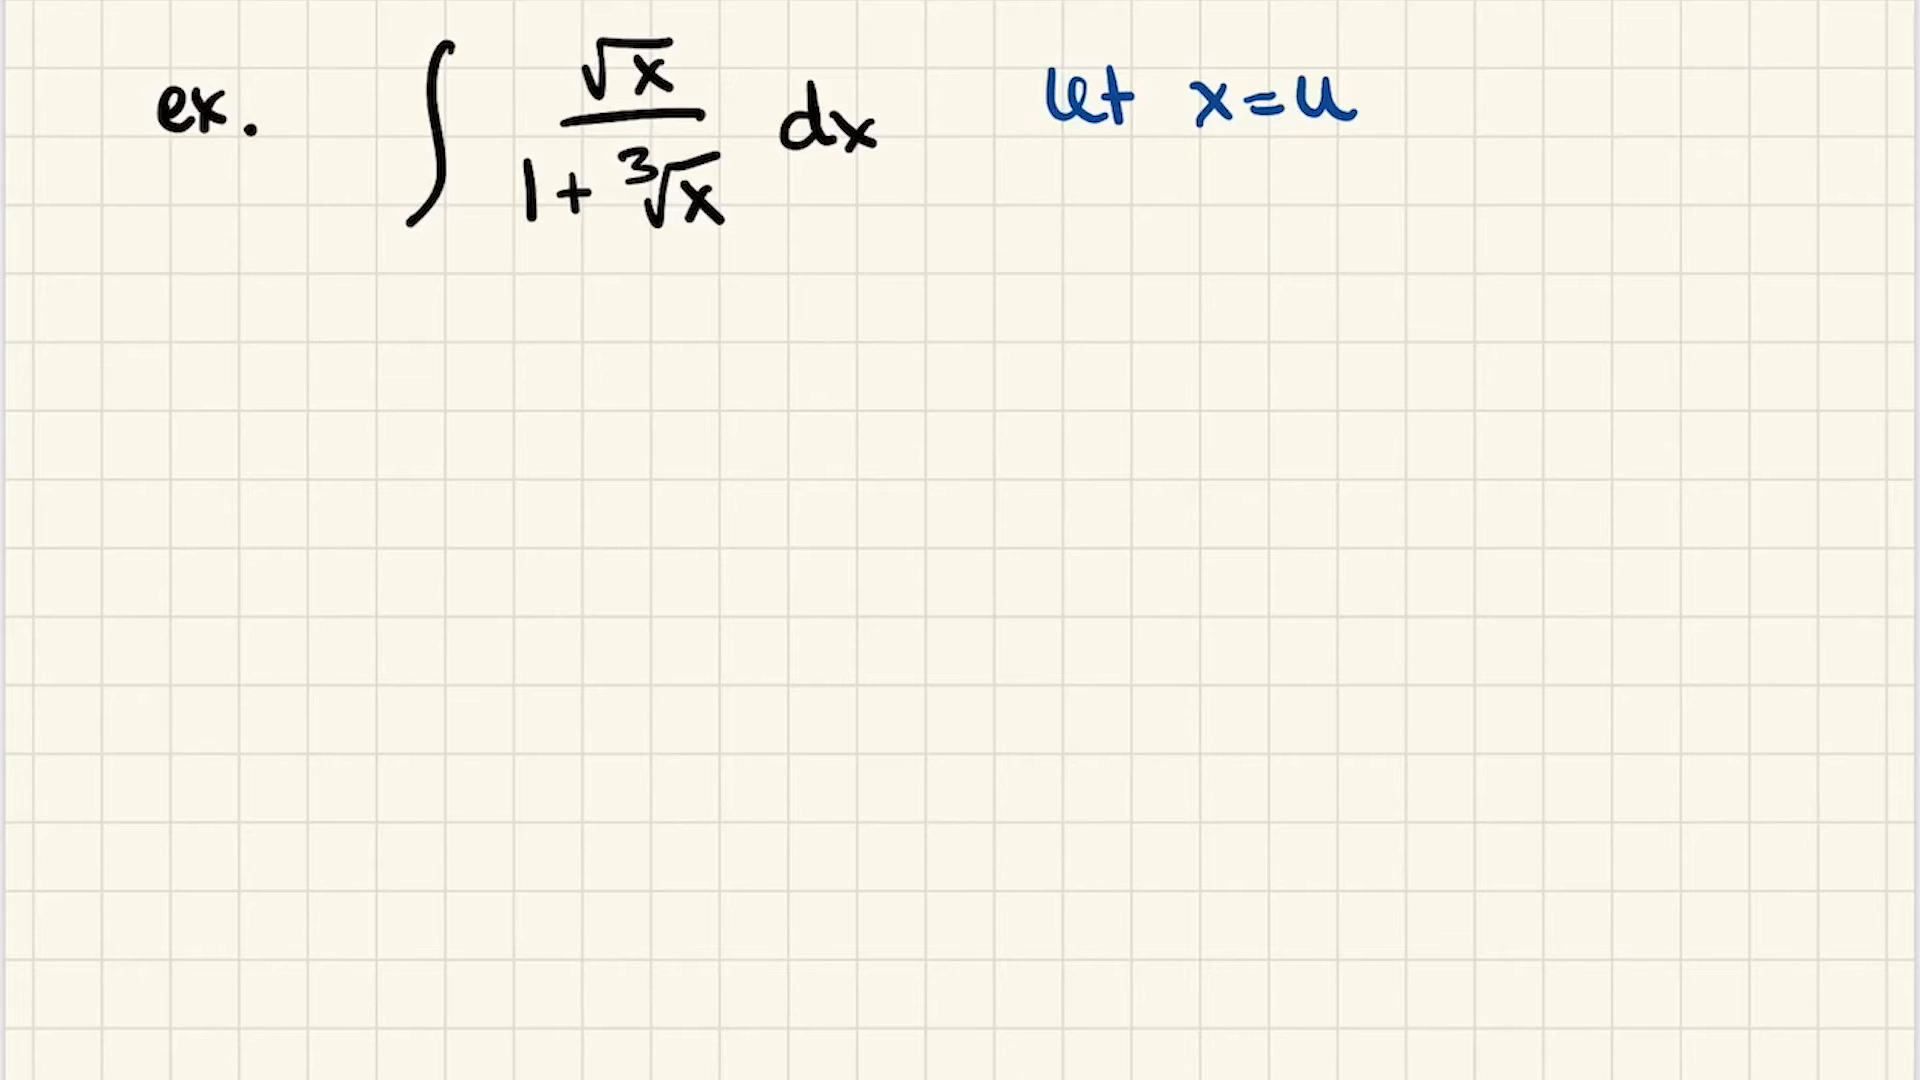 ex. ∫ √x / (1 + ∛x) dx let x = u